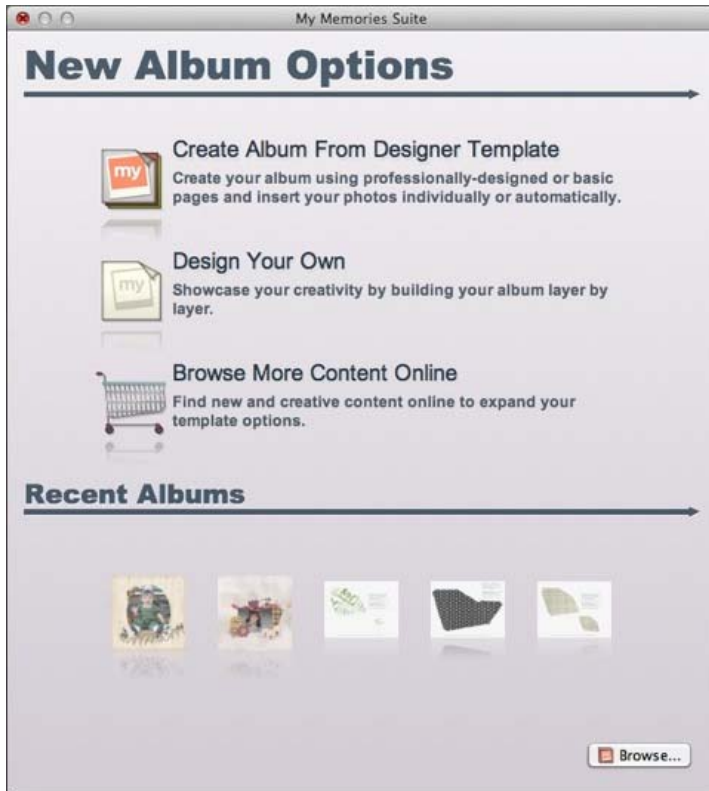 My Memories Suite
New Album Options
my
Create Album From Designer Template
Create your album using professionally-designed or basic
pages and insert your photos individually or automatically.
my
Design Your Own
Showcase your creativity by building your album layer by
layer.
Browse More Content Online
Find new and creative content online to expand your
template options.
Recent Albums
Browse...